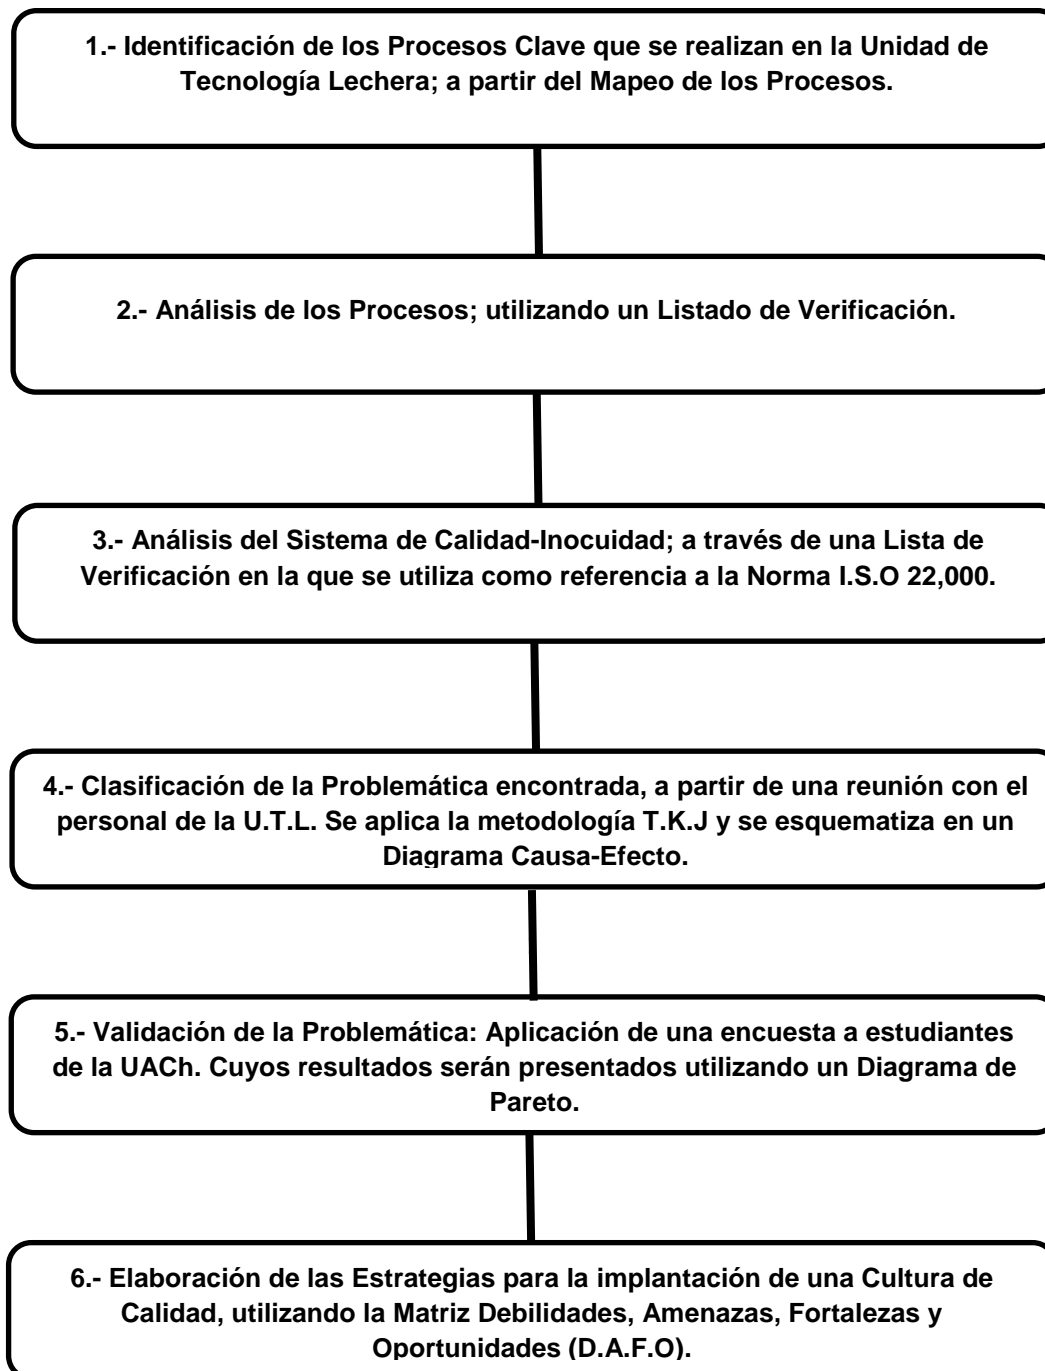 1.- Identificación de los Procesos Clave que se realizan en la Unidad de
Tecnología Lechera; a partir del Mapeo de los Procesos.
2.- Análisis de los Procesos; utilizando un Listado de Verificación.
3.- Análisis del Sistema de Calidad-Inocuidad; a través de una Lista de
Verificación en la que se utiliza como referencia a la Norma I.S.O 22,000.
4.- Clasificación de la Problemática encontrada, a partir de una reunión con el
personal de la U.T.L. Se aplica la metodología T.K.J y se esquematiza en un
Diagrama Causa-Efecto.
5.- Validación de la Problemática: Aplicación de una encuesta a estudiantes
de la UACh. Cuyos resultados serán presentados utilizando un Diagrama de
Pareto.
6.- Elaboración de las Estrategias para la implantación de una Cultura de
Calidad, utilizando la Matriz Debilidades, Amenazas, Fortalezas y
Oportunidades (D.A.F.O).